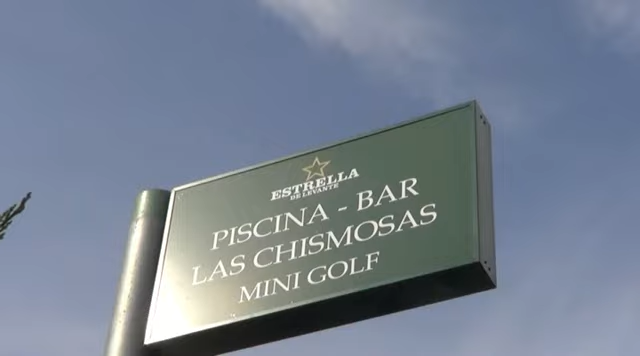 ESTRELLA
DE LEVANTE
PISCINA - BAR
LAS CHISMOSAS
MINI GOLF